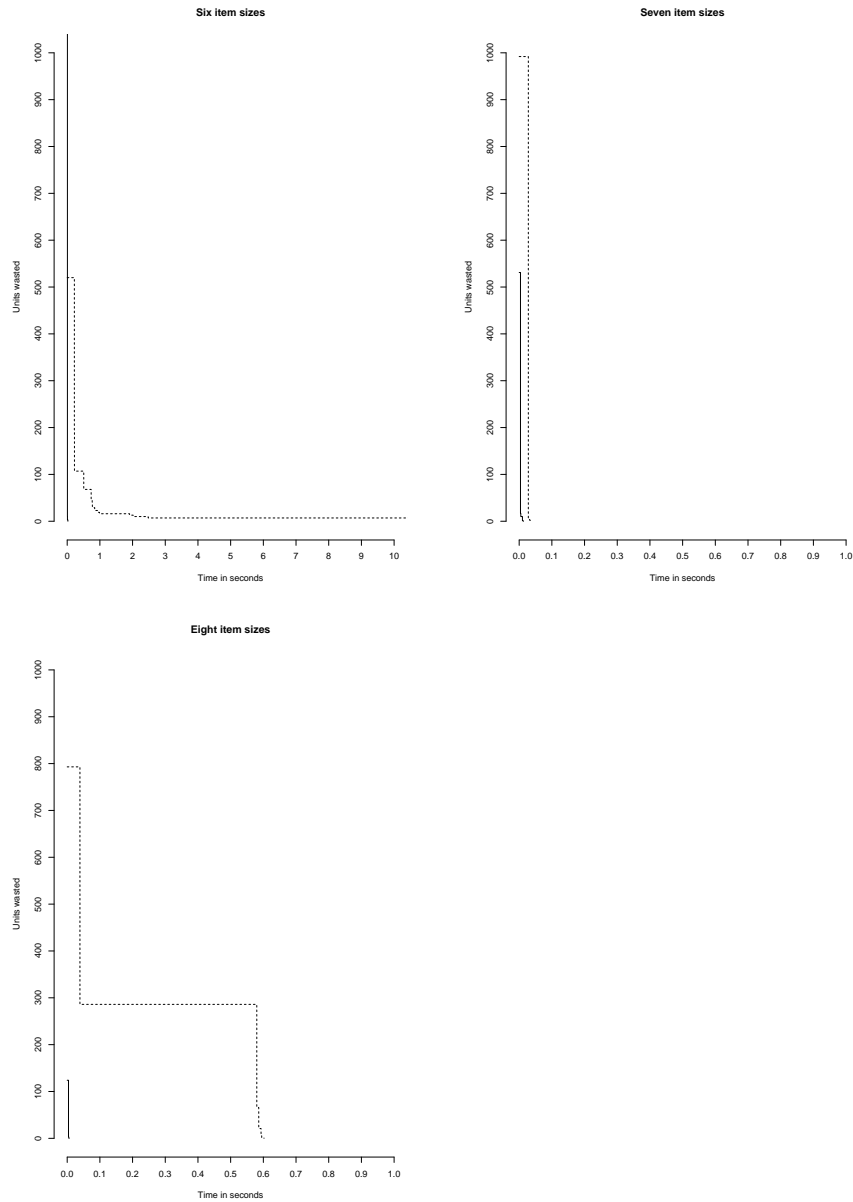 Six item sizes
Units wasted
1000
900
800
700
600
500
400
300
200
100
0
0 1 2 3 4 5 6 7 8 9 10
Time in seconds
Seven item sizes
Units wasted
1000
900
800
700
600
500
400
300
200
100
0
0.0 0.1 0.2 0.3 0.4 0.5 0.6 0.7 0.8 0.9 1.0
Time in seconds
Eight item sizes
Units wasted
1000
900
800
700
600
500
400
300
200
100
0
0.0 0.1 0.2 0.3 0.4 0.5 0.6 0.7 0.8 0.9 1.0
Time in seconds